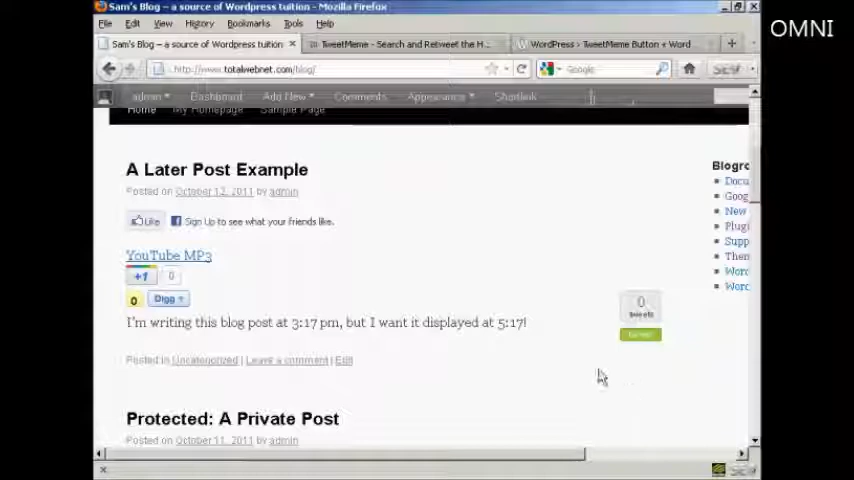 Sam's Blog – a source of Wordpress tuition - Mozilla Firefox
OMNI
File Edit View History Bookmarks Tools Help
Sam's Blog – a source of Wordpress tuition × TweetMeme - Search and Retweet the H... WordPress › TweetMeme Button « Word... +
http://www.totalwebnet.com/blog/ Google
admin Dashboard Add New Comments Appearance Shortlink
Home My Homepage Sample Page
A Later Post Example
Posted on October 12, 2011 by admin
Like Sign Up to see what your friends like.
YouTube MP3
+1 0
0 Digg
I'm writing this blog post at 3:17 pm, but I want it displayed at 5:17!
0
tweets
Posted in Uncategorized | Leave a comment | Edit
Protected: A Private Post
Posted on October 11, 2011 by admin
Blogro
Docu
Goog
New
Plugi
Supp
Them
Word
Word